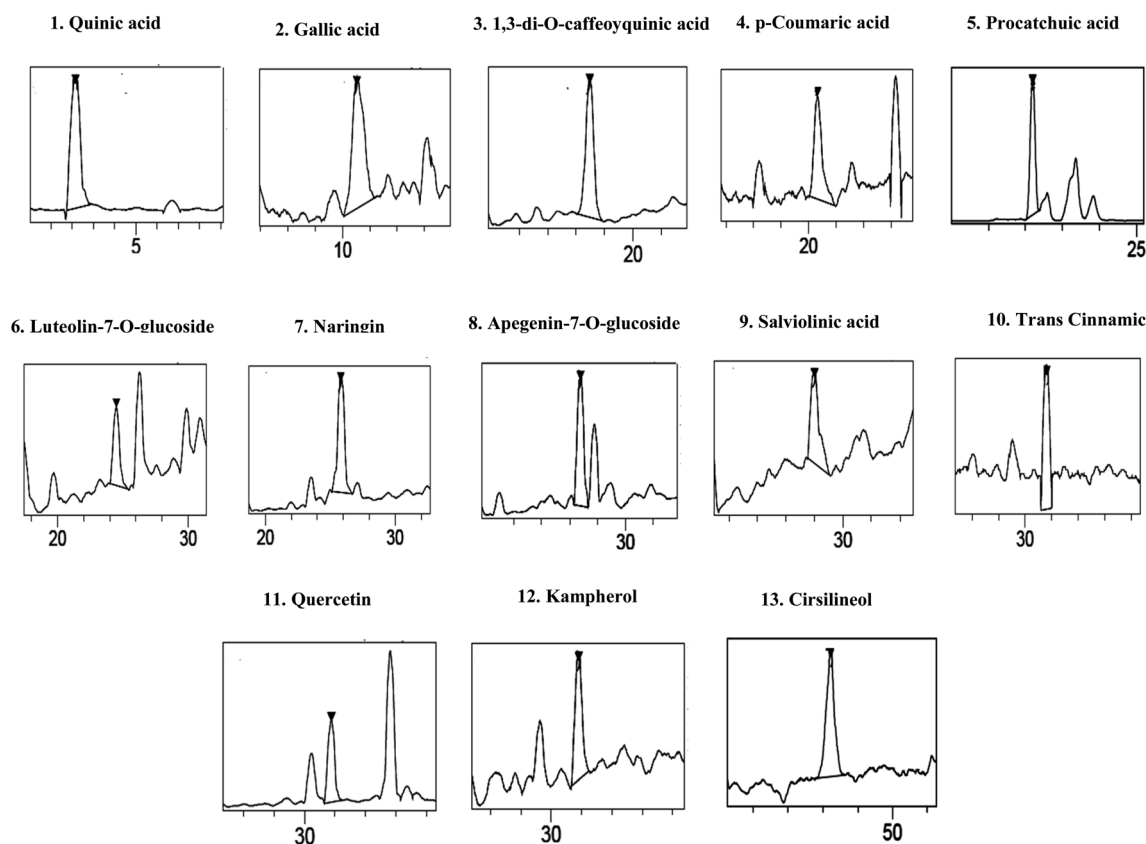 1. Quinic acid
2. Gallic acid
3. 1,3-di-O-caffeoyquinic acid
4. p-Coumaric acid
5. Procatchuic acid
5
10
20
20
25
6. Luteolin-7-O-glucoside
7. Naringin
8. Apegenin-7-O-glucoside
9. Salviolinic acid
10. Trans Cinnamic
20 30
20 30
30
30
30
11. Quercetin
12. Kampherol
13. Cirsilineol
30
30
50